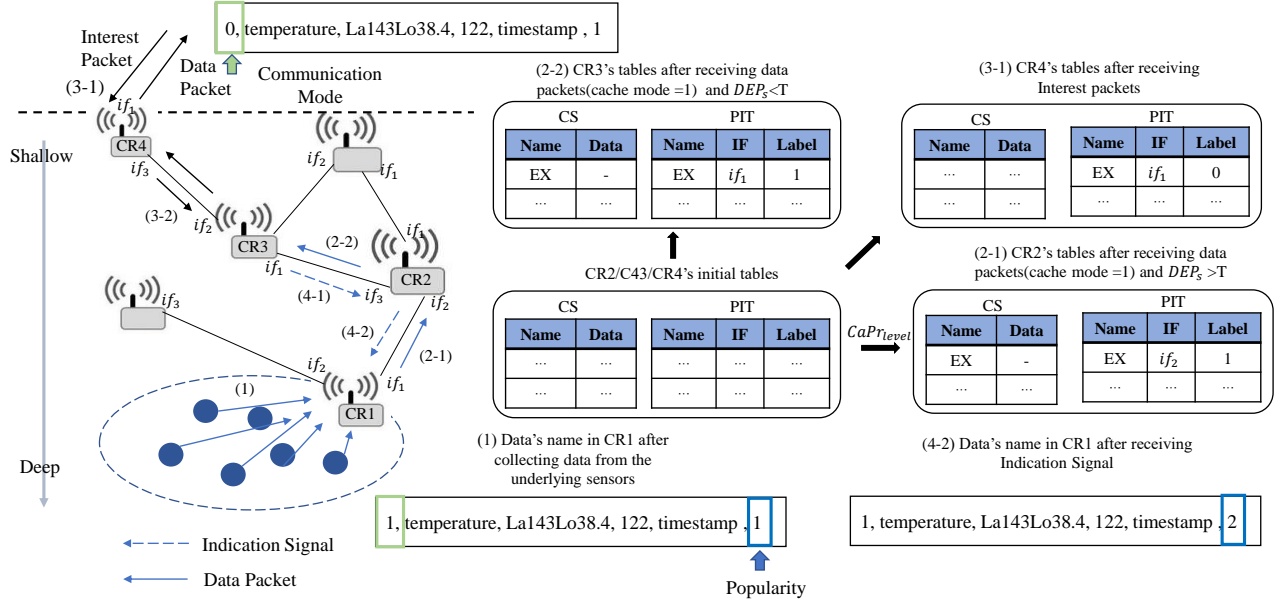 0, temperature, La143Lo38.4, 122, timestamp , 1
Interest
Packet
Data
Packet
Communication
Mode
(3-1)
if₁
CR4
if₃
Shallow
(3-2)
if₂
CR3
if₁
if₂
if₁
(2-2)
if₁
CR2
(4-1)
if₃
if₂
if₃
(4-2)
(2-1)
if₂
if₁
(1)
CR1
Deep
Indication Signal
Data Packet
(2-2) CR3's tables after receiving data
packets(cache mode =1) and DEPₛ<T
CS
PIT
Name Data
Name IF Label
EX -
EX if₁ 1
... ...
... ... ...
(3-1) CR4's tables after receiving
Interest packets
CS
PIT
Name Data
Name IF Label
... ...
EX if₁ 0
... ...
... ... ...
CR2/C43/CR4's initial tables
CS
PIT
Name Data
Name IF Label
... ...
... ... ...
... ...
... ... ...
CaPr_level
(2-1) CR2's tables after receiving data
packets(cache mode =1) and DEPₛ >T
CS
PIT
Name Data
Name IF Label
EX -
EX if₂ 1
... ...
... ... ...
(1) Data's name in CR1 after
collecting data from the
underlying sensors
1, temperature, La143Lo38.4, 122, timestamp , 1
Popularity
(4-2) Data's name in CR1 after receiving
Indication Signal
1, temperature, La143Lo38.4, 122, timestamp , 2